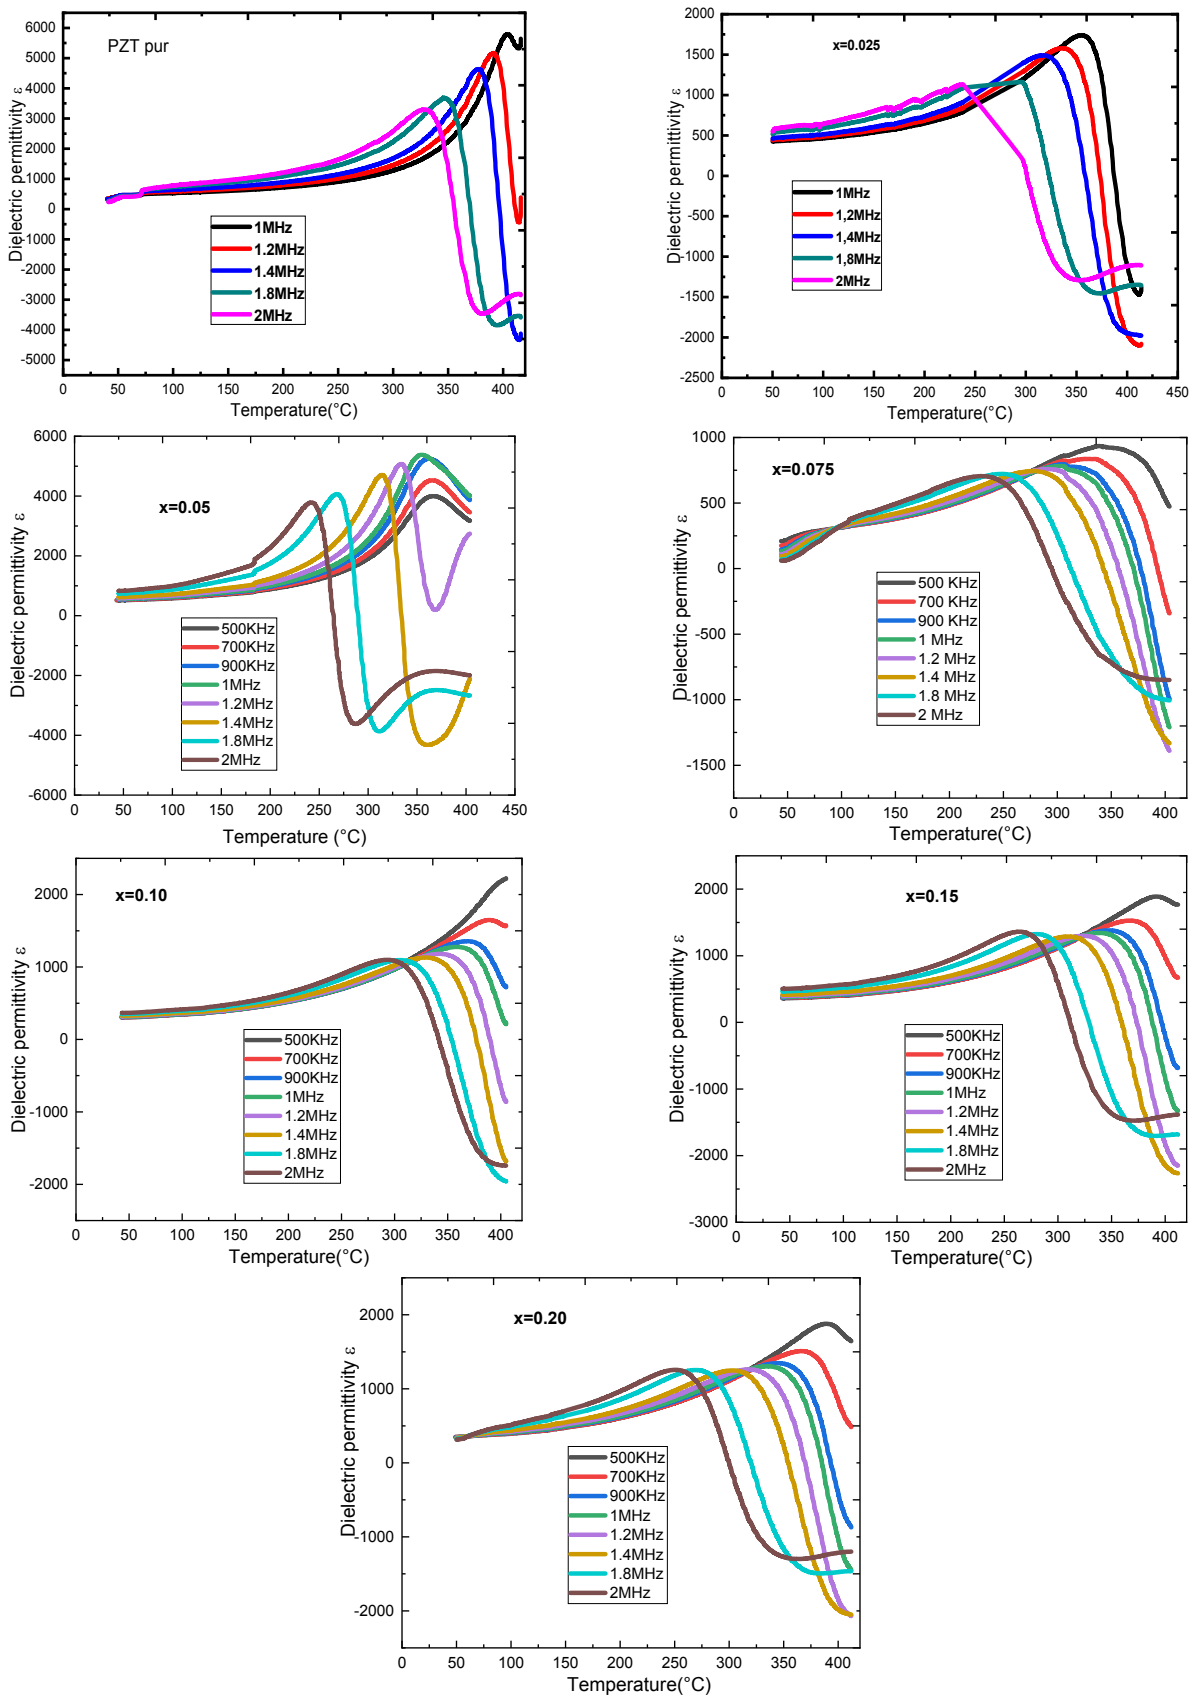 PZT pur
Dielectric permittivity ε
6000
5000
4000
3000
2000
1000
0
-1000
-2000
-3000
-4000
-5000
1MHz
1.2MHz
1.4MHz
1.8MHz
2MHz
0 50 100 150 200 250 300 350 400
Temperature(°C)
x=0.025
Dielectric permittivity ε
2000
1500
1000
500
0
-500
-1000
-1500
-2000
-2500
1MHz
1,2MHz
1,4MHz
1,8MHz
2MHz
0 50 100 150 200 250 300 350 400 450
Temperature(°C)
x=0.05
Dielectric permittivity ε
6000
4000
2000
0
-2000
-4000
-6000
500KHz
700KHz
900KHz
1MHz
1.2MHz
1.4MHz
1.8MHz
2MHz
0 50 100 150 200 250 300 350 400 450
Temperature (°C)
x=0.075
Dielectric permittivity ε
1000
500
0
-500
-1000
-1500
500 KHz
700 KHz
900 KHz
1 MHz
1.2 MHz
1.4 MHz
1.8 MHz
2 MHz
0 50 100 150 200 250 300 350 400
Temperature(°C)
x=0.10
Dielectric permittivity ε
2000
1000
0
-1000
-2000
500KHz
700KHz
900KHz
1MHz
1.2MHz
1.4MHz
1.8MHz
2MHz
0 50 100 150 200 250 300 350 400
Temperature(°C)
x=0.15
Dielectric permittivity ε
2000
1000
0
-1000
-2000
-3000
500KHz
700KHz
900KHz
1MHz
1.2MHz
1.4MHz
1.8MHz
2MHz
0 50 100 150 200 250 300 350 400
Temperature(°C)
x=0.20
Dielectric permittivity ε
2000
1000
0
-1000
-2000
500KHz
700KHz
900KHz
1MHz
1.2MHz
1.4MHz
1.8MHz
2MHz
0 50 100 150 200 250 300 350 400
Temperature(°C)